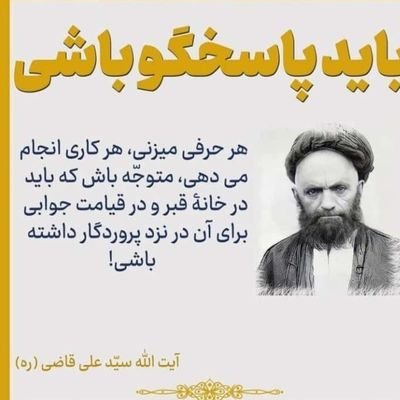 باید پاسخگو باشی
هر حرفی میزنی، هر کاری انجام
می دهی، متوجّه باش که باید
در خانهٔ قبر و در قیامت جوابی
برای آن در نزد پروردگار داشته
باشی!
آیت الله سیّد علی قاضی (ره)